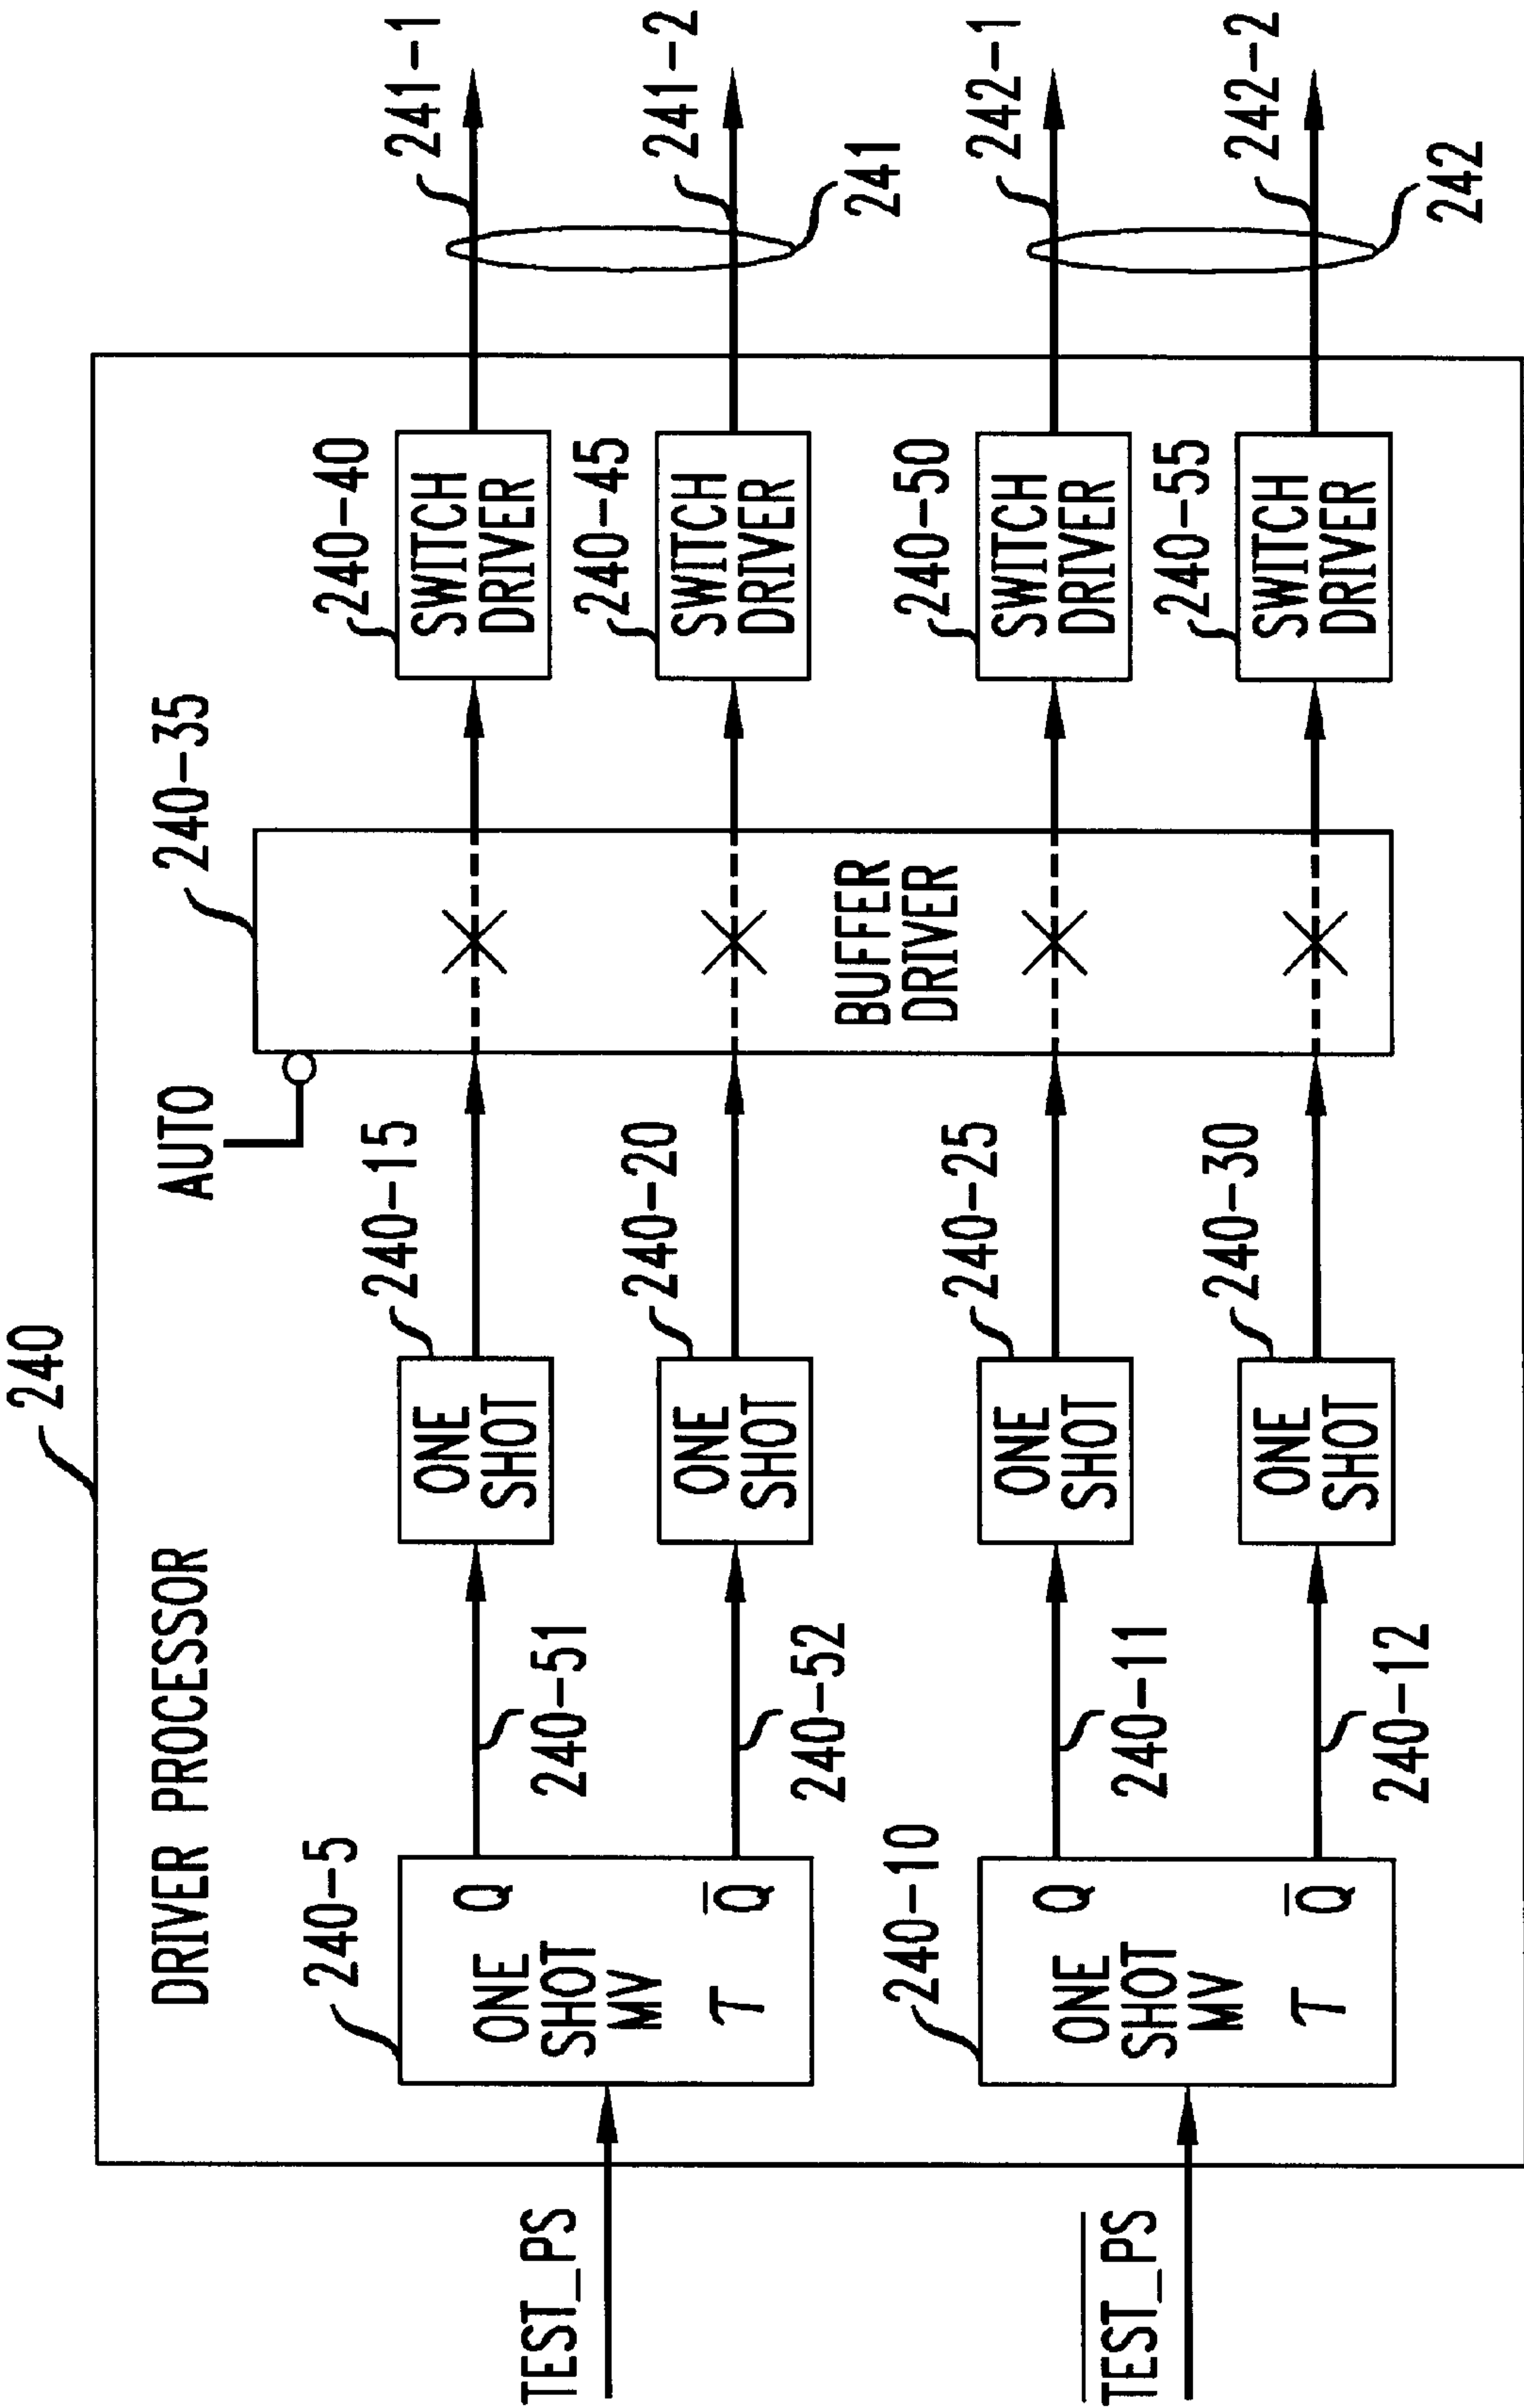 240
DRIVER PROCESSOR
AUTO
240-35
240-5
240-15
240-40
241-1
ONE
SHOT
MV
Q
τ
Q̅
240-51
ONE
SHOT
SWITCH
DRIVER
TEST_PS
240-20
240-45
241-2
240-52
ONE
SHOT
SWITCH
DRIVER
241
BUFFER
DRIVER
240-10
240-25
240-50
242-1
ONE
SHOT
MV
Q
τ
Q̅
240-11
ONE
SHOT
SWITCH
DRIVER
T̅E̅S̅T̅_̅P̅S̅
240-30
240-55
242-2
240-12
ONE
SHOT
SWITCH
DRIVER
242